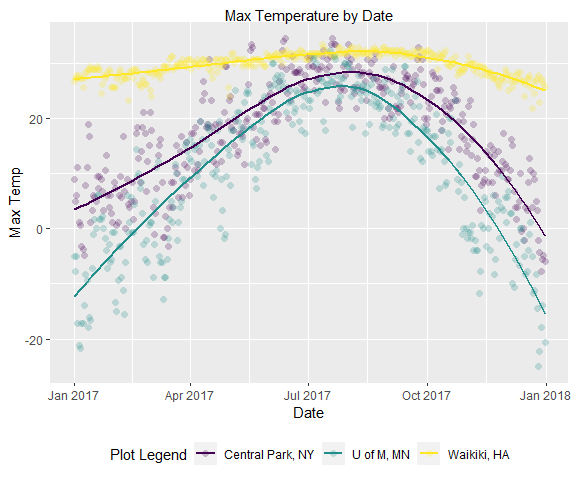 Max Temperature by Date
Max Temp
20
0
-20
Jan 2017 Apr 2017 Jul 2017 Oct 2017 Jan 2018
Date
Plot Legend Central Park, NY U of M, MN Waikiki, HA